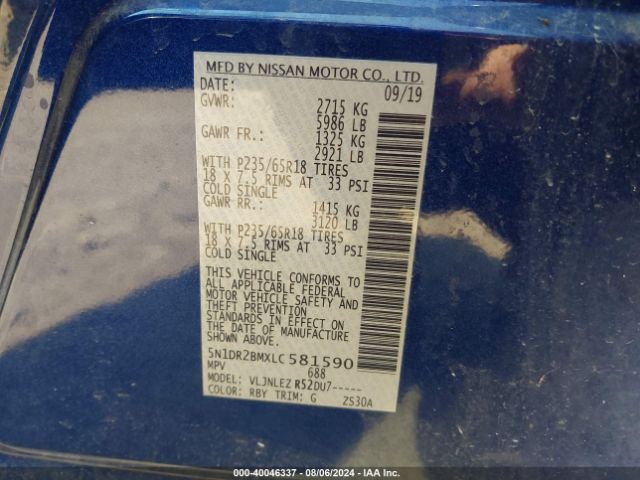 MFD BY NISSAN MOTOR CO., LTD.
DATE: 09/19
GVWR: 2715 KG
5986 LB
GAWR FR.: 1325 KG
2921 LB
WITH P235/65R18 TIRES
18 X 7.5 RIMS AT 33 PSI
COLD SINGLE
GAWR RR.: 1415 KG
3120 LB
WITH P235/65R18 TIRES
18 X 7.5 RIMS AT 33 PSI
COLD SINGLE
THIS VEHICLE CONFORMS TO
ALL APPLICABLE FEDERAL
MOTOR VEHICLE SAFETY AND
THEFT PREVENTION
STANDARDS IN EFFECT ON
THE DATE OF MANUFACTURE
SHOWN ABOVE.
5N1DR2BMXLC581590
MPV 688
MODEL: VLJNLEZ R52DU7-----
COLOR: RBY TRIM: G ZS30A
000-40046337 - 08/06/2024 - IAA Inc.